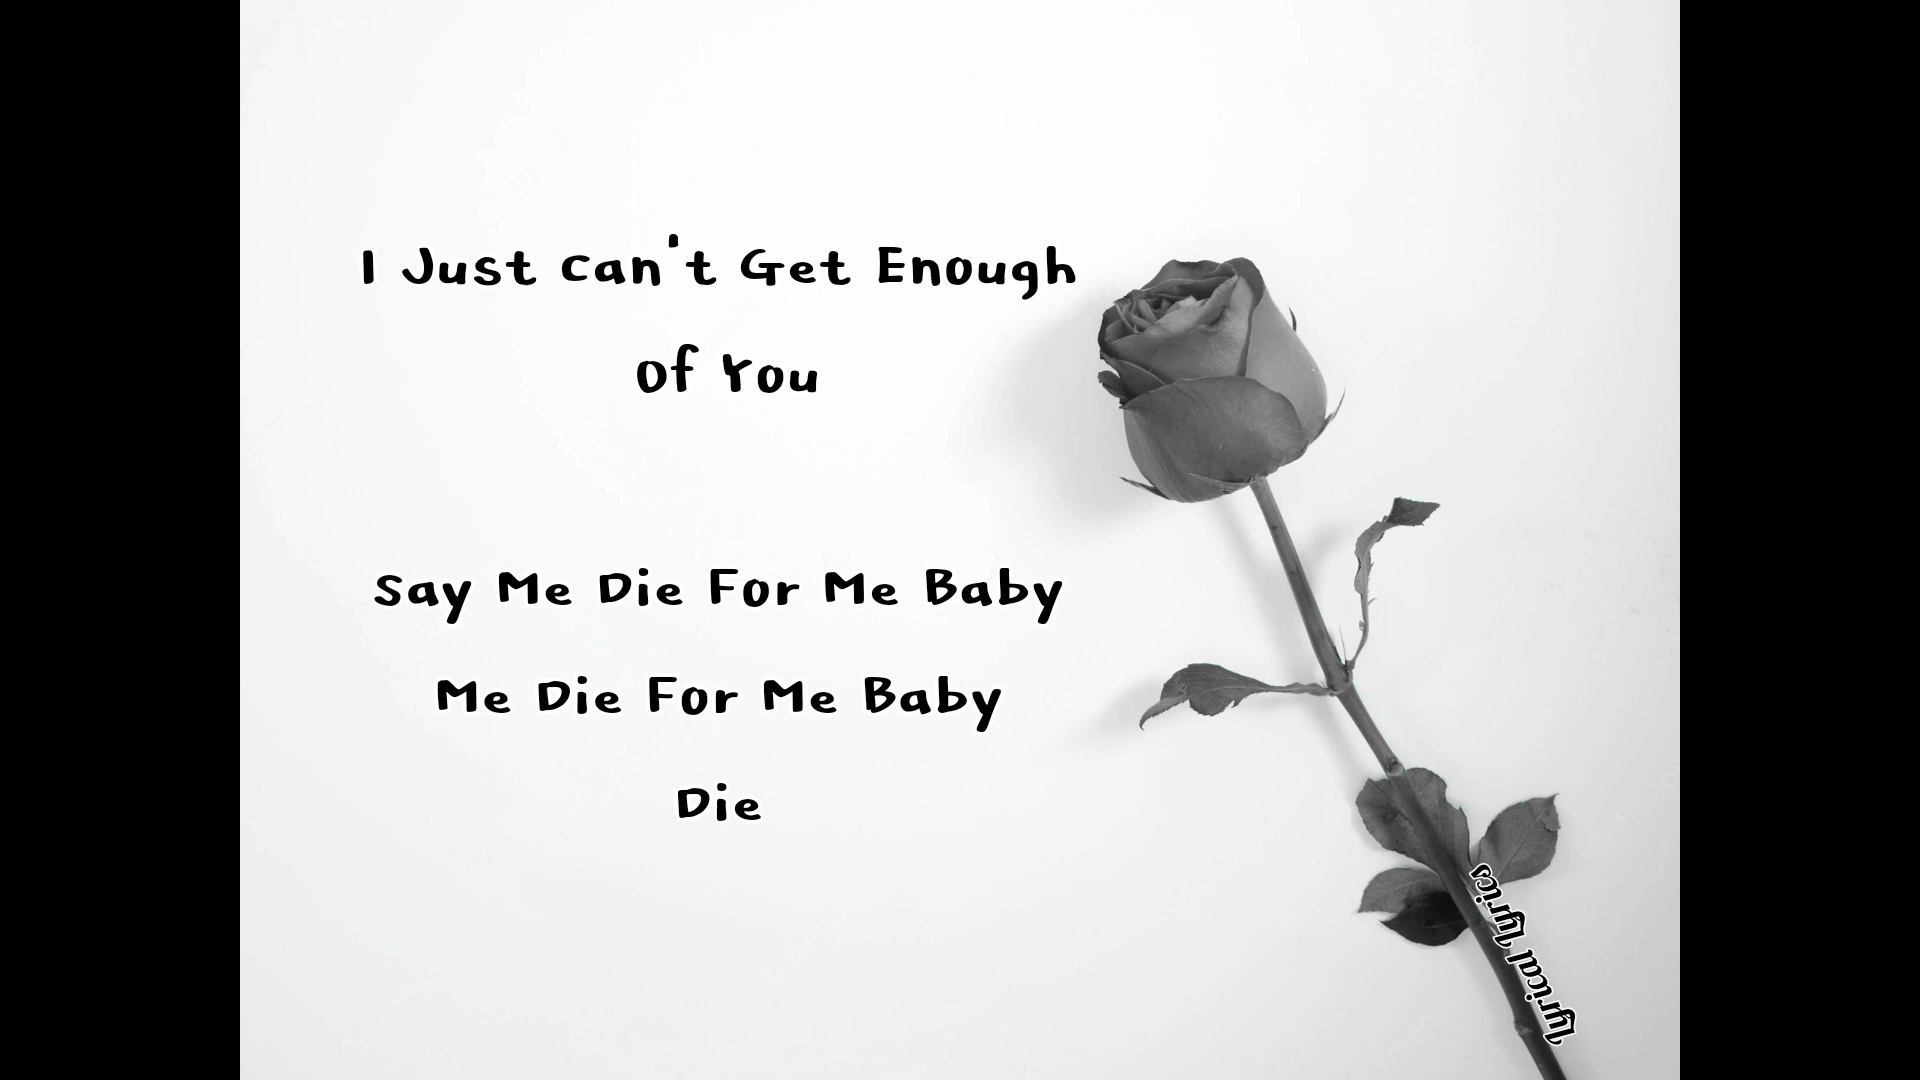 I Just Can't Get Enough
Of You
Say Me Die For Me Baby
Me Die For Me Baby
Die
Lyrical Lyrics